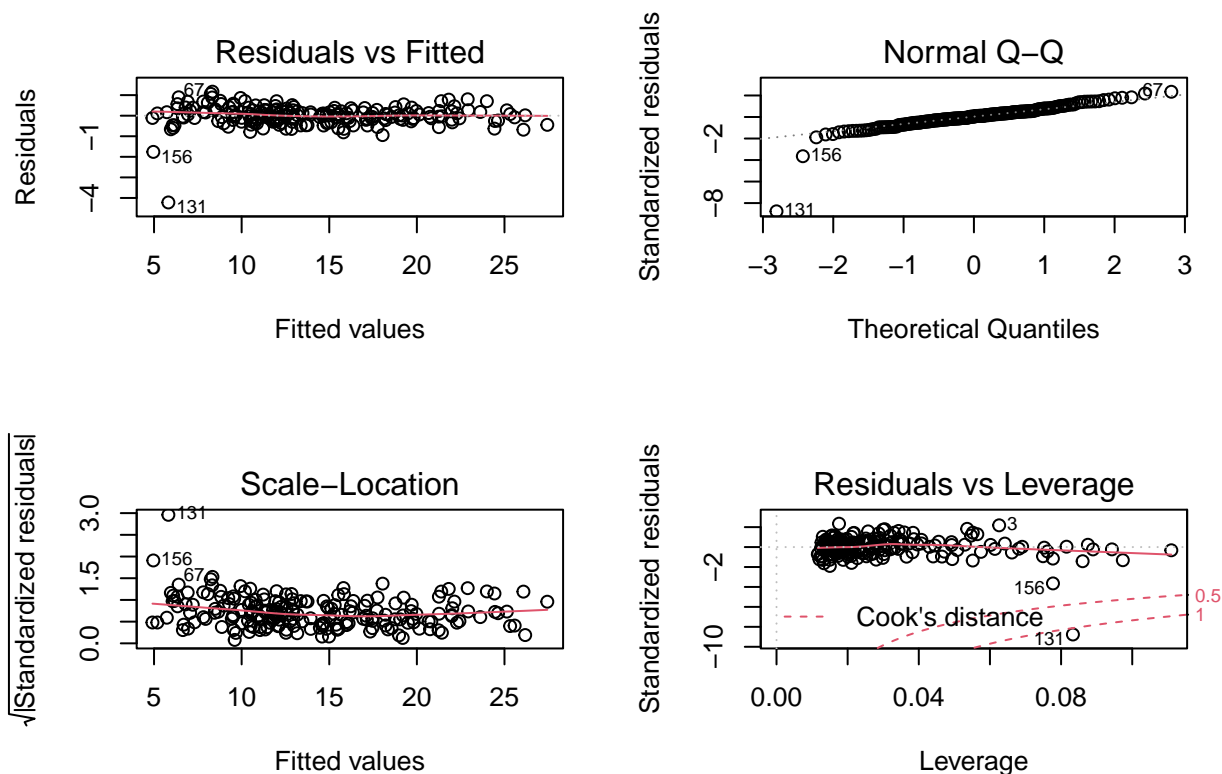 Residuals vs Fitted
Residuals
−4
−1
67
156
131
5 10 15 20 25
Fitted values
Normal Q−Q
Standardized residuals
−8
−2
67
156
131
−3 −2 −1 0 1 2 3
Theoretical Quantiles
Scale−Location
√|Standardized residuals|
0.0
1.5
3.0
131
156
67
5 10 15 20 25
Fitted values
Residuals vs Leverage
Standardized residuals
−10
−2
3
156
0.5
Cook's distance
1
131
0.00 0.04 0.08
Leverage